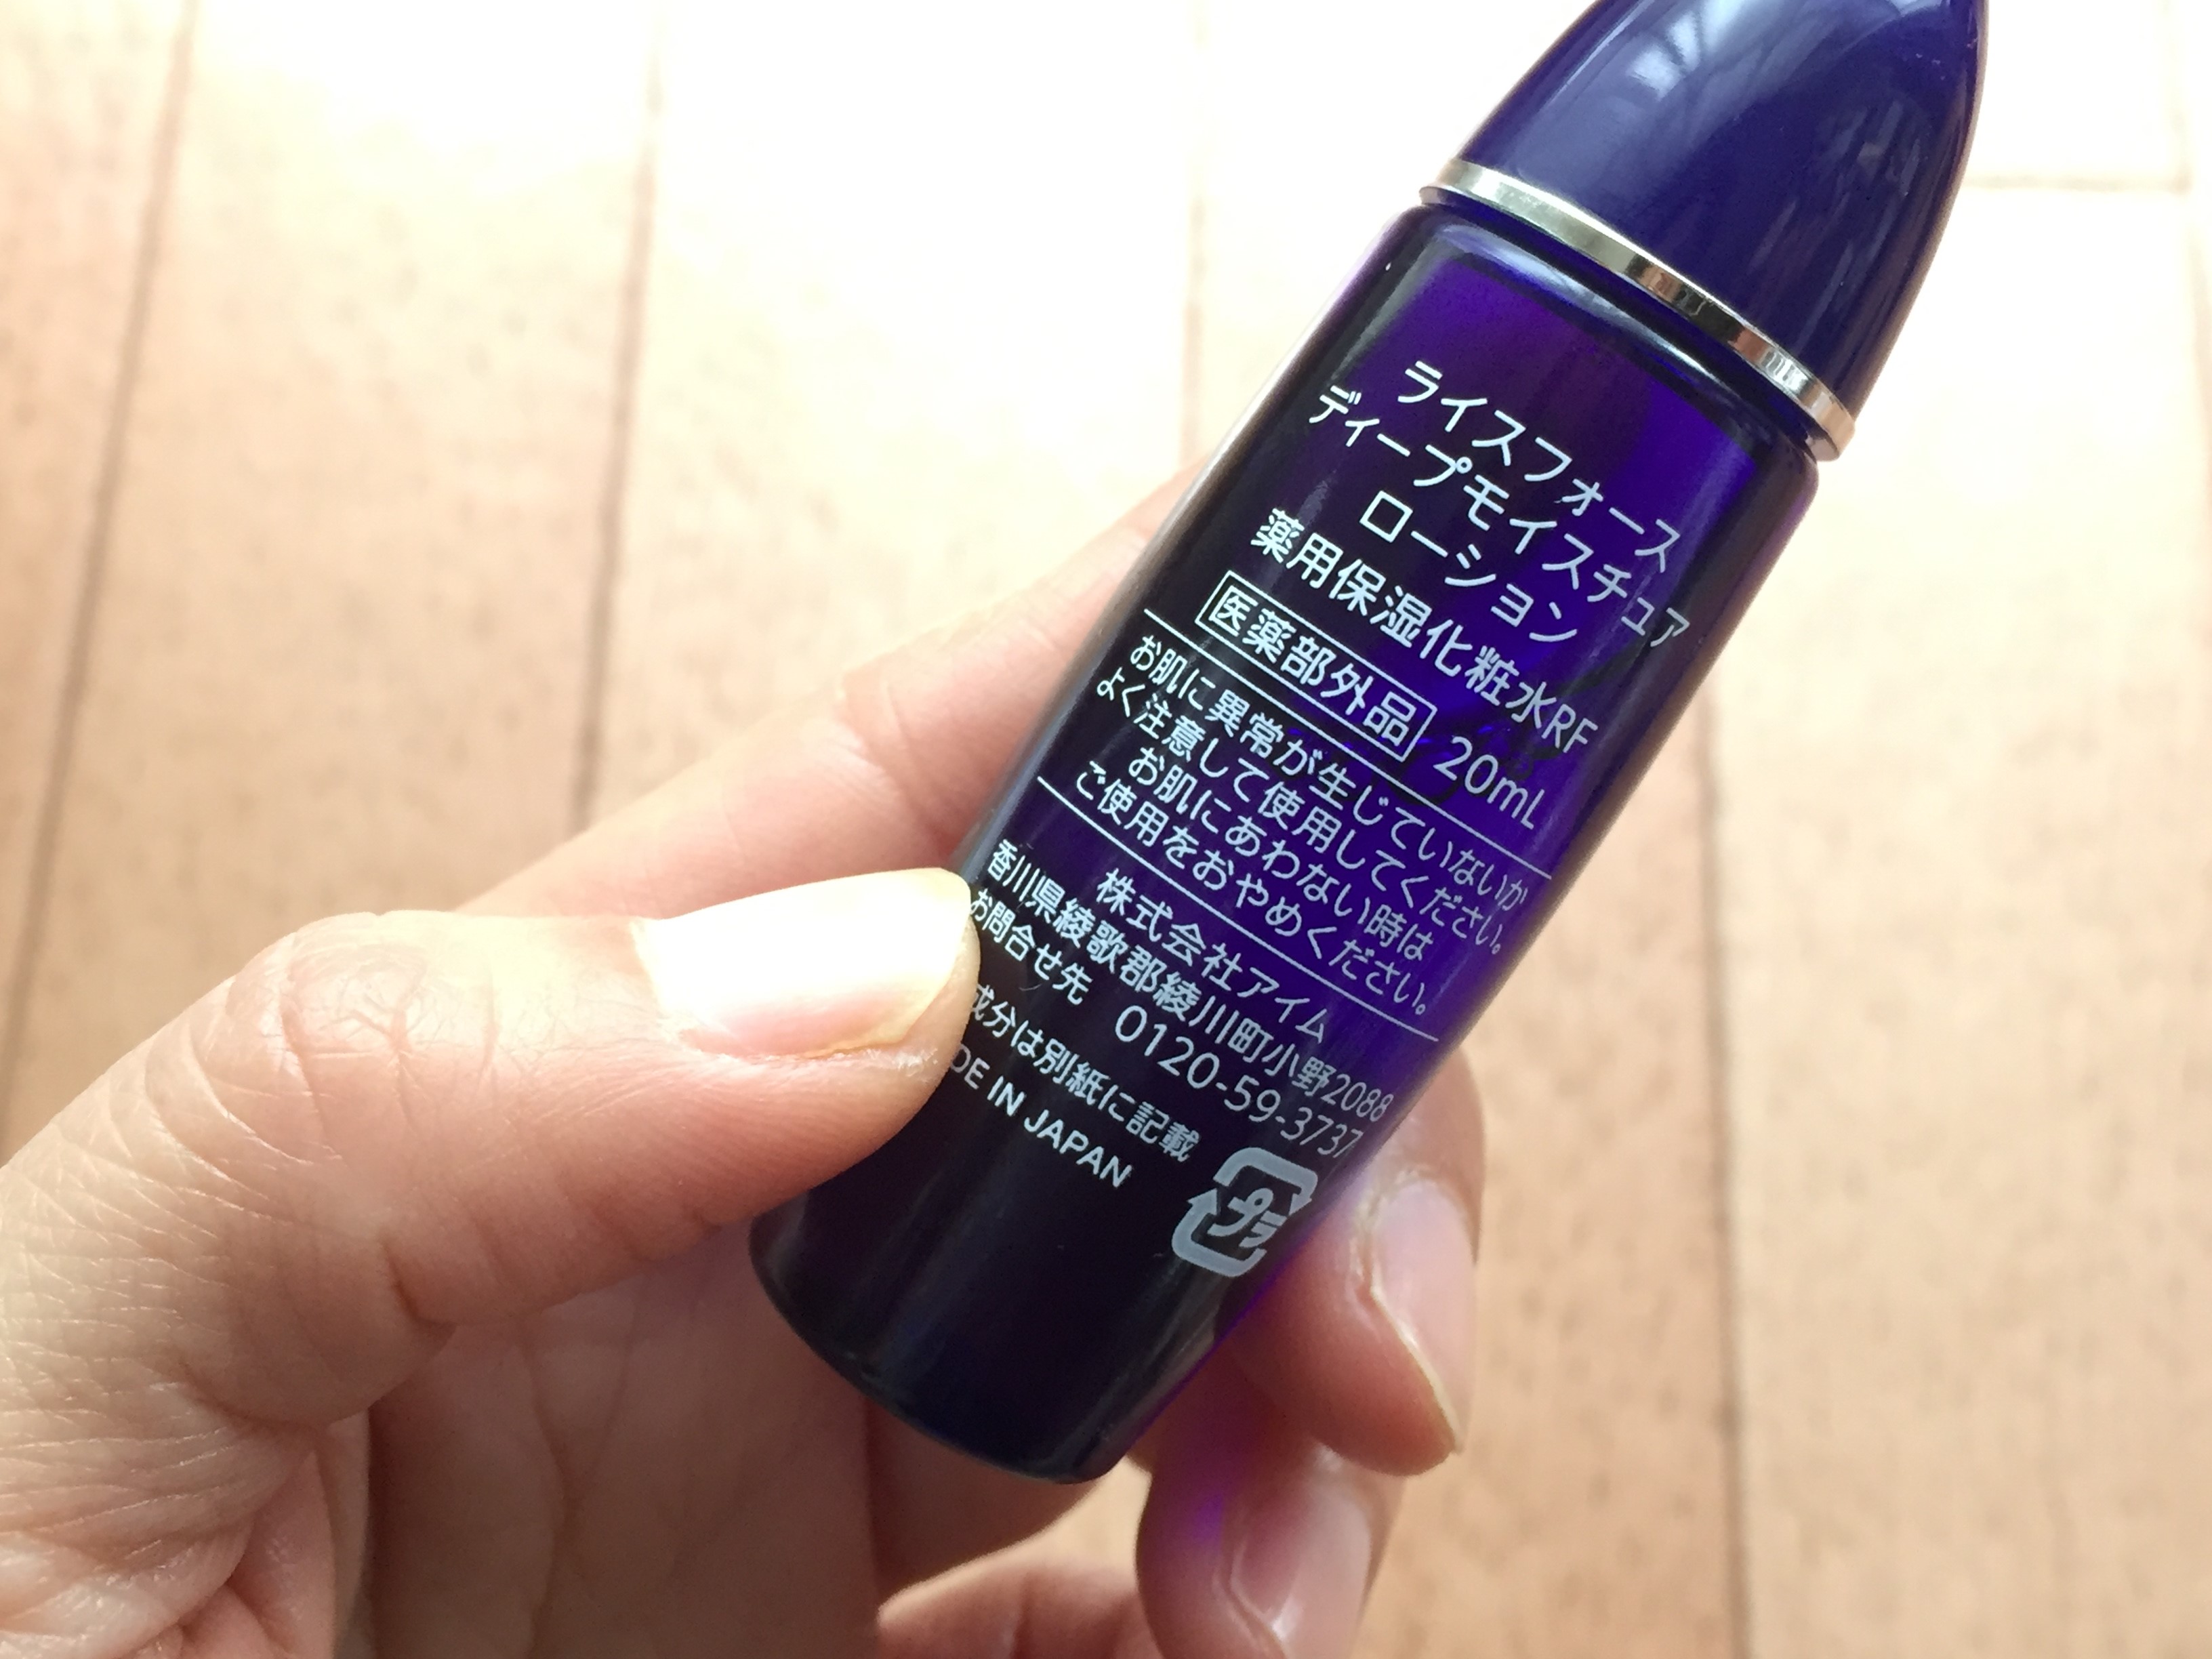 ライスフォース
ディープモイスチュア
ローション
薬用保湿化粧水RF
医薬部外品 20mL
お肌に異常が生じていないか
よく注意して使用してください。
お肌にあわない時は
ご使用をおやめください。
株式会社アイム
香川県綾歌郡綾川町小野2088
お問合せ先 0120-59-3737
成分は別紙に記載
DE IN JAPAN
プラ